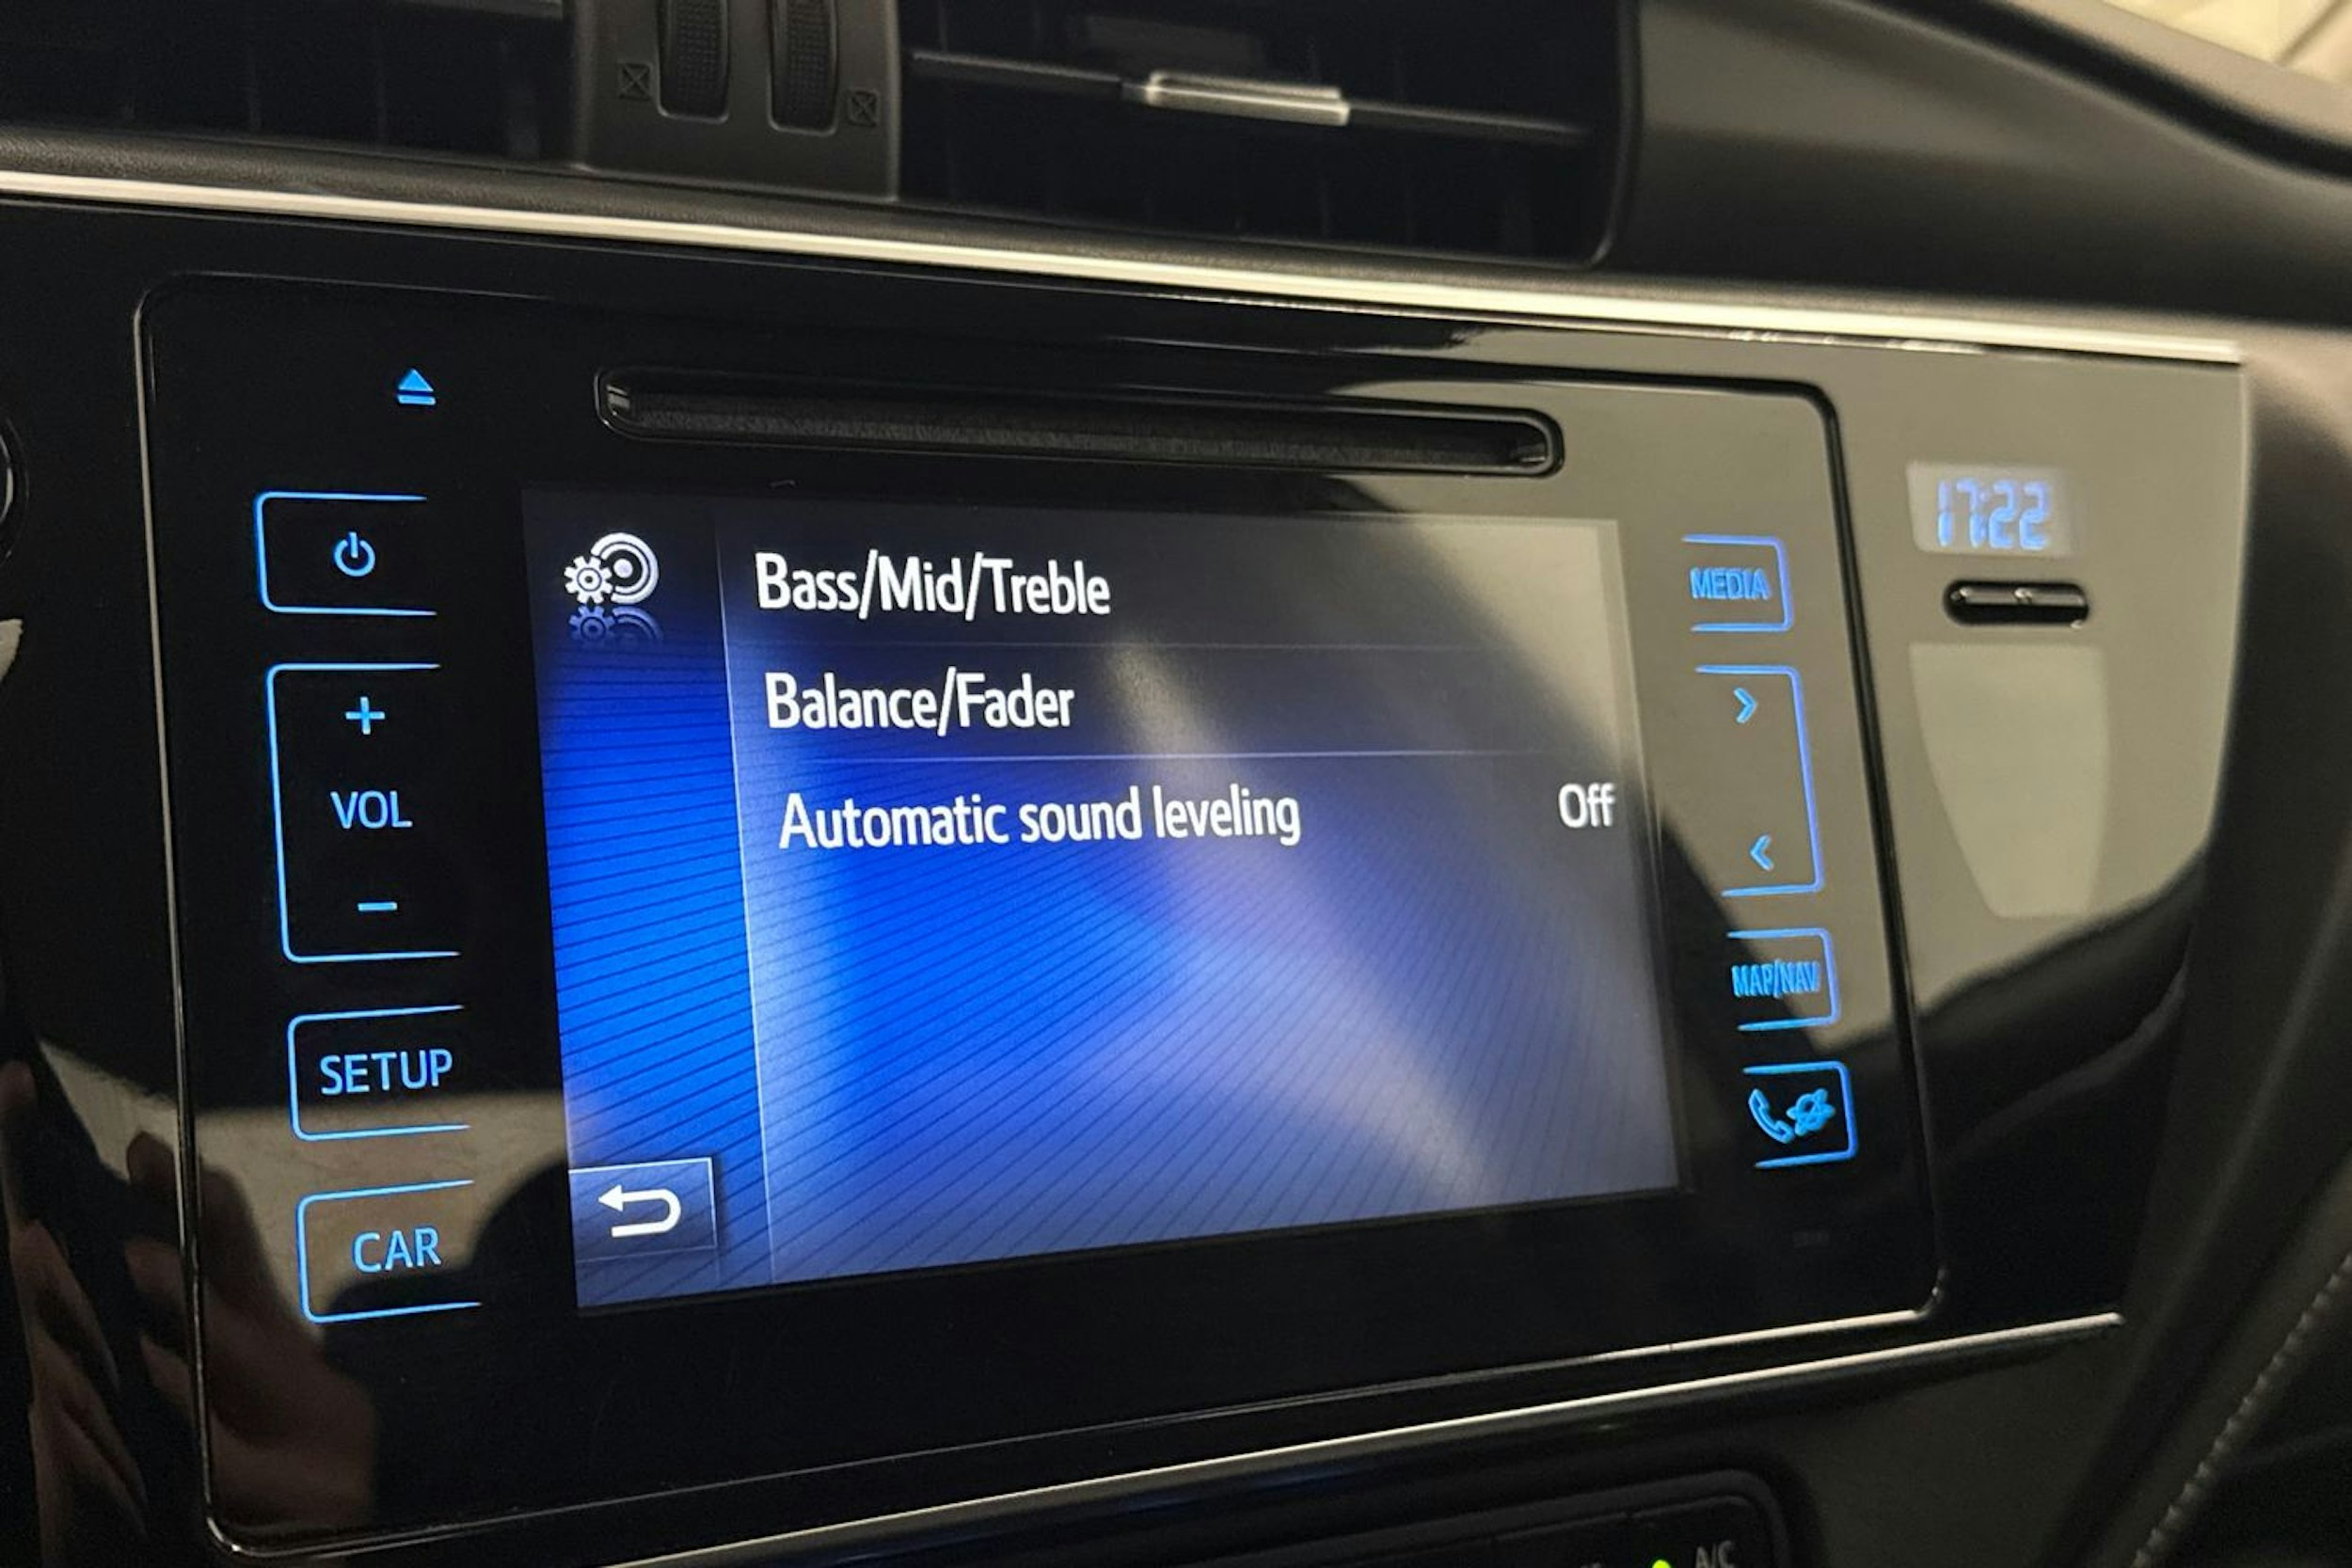 17:22
Bass/Mid/Treble
MEDIA
Balance/Fader
VOL
Automatic sound leveling Off
MAP/NAV
SETUP
CAR
A/C